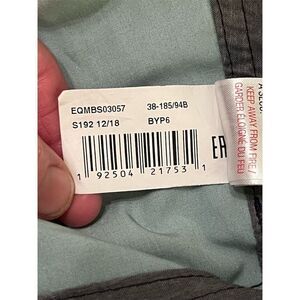 EQMBS03057 38-185/94B
S192 12/18 BYP6
1 92504 21753 1
KEEP AWAY FROM FIRE